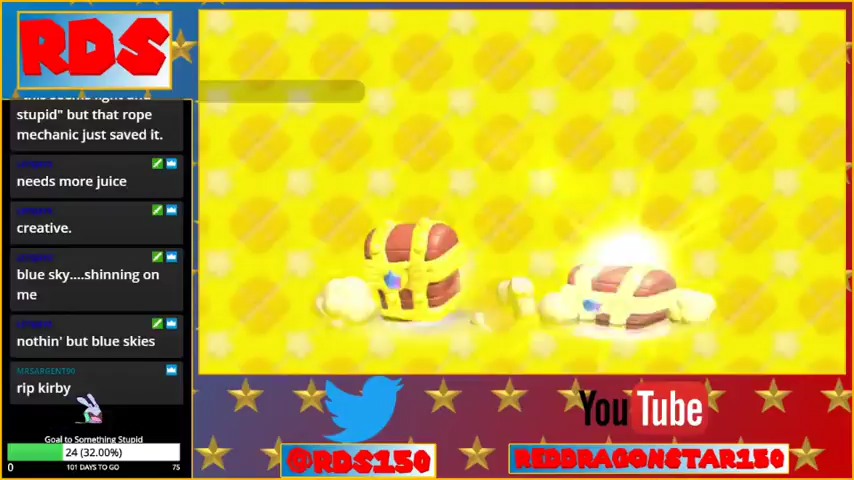 RDS
stupid" but that rope
mechanic just saved it.
needs more juice
creative.
blue sky....shinning on
me
nothin' but blue skies
MRSARGENT90
rip kirby
Goal to Something Stupid
24 (32.00%)
0
101 DAYS TO GO
75
YouTube
@RDS150
REDDRAGONSTAR150